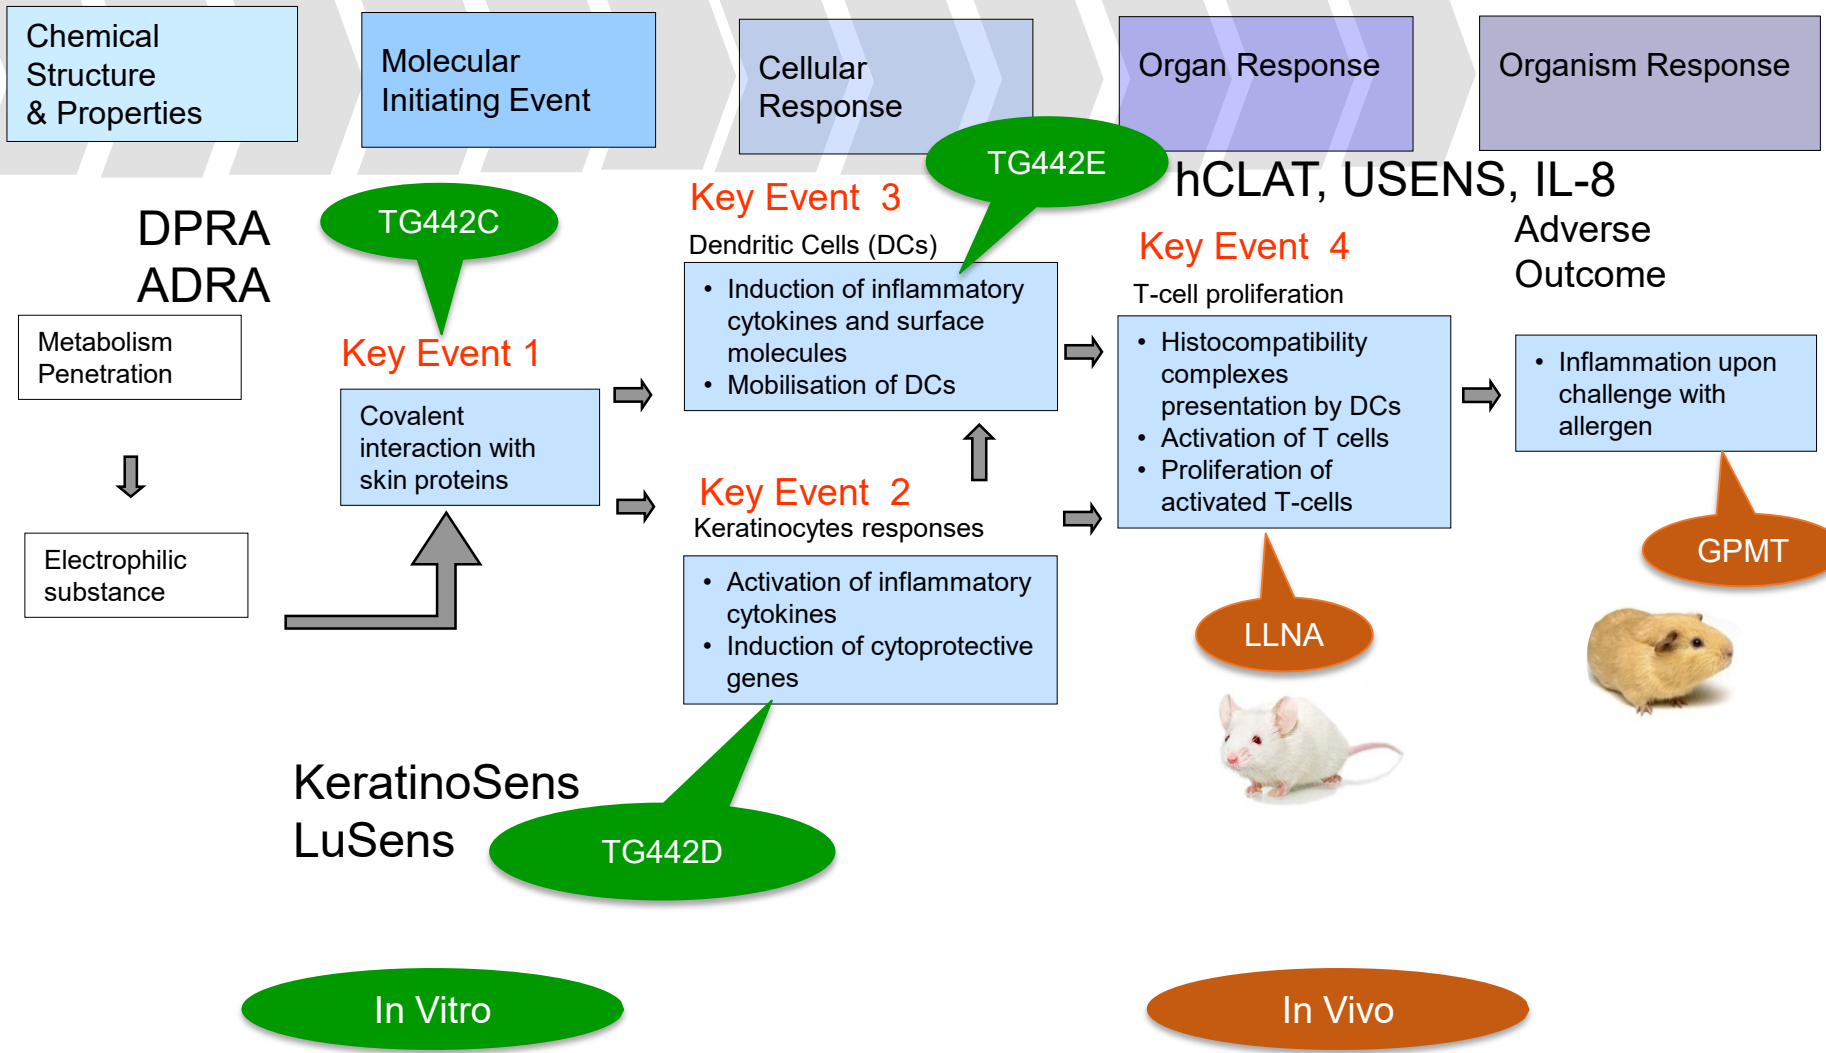 Chemical
Structure
& Properties
Molecular
Initiating Event
Cellular
Response
Organ Response
Organism Response
TG442E
hCLAT, USENS, IL-8
DPRA
ADRA
TG442C
Key Event 3
Dendritic Cells (DCs)
• Induction of inflammatory
cytokines and surface
molecules
• Mobilisation of DCs
Key Event 4
T-cell proliferation
• Histocompatibility
complexes
presentation by DCs
• Activation of T cells
• Proliferation of
activated T-cells
Adverse
Outcome
• Inflammation upon
challenge with
allergen
Metabolism
Penetration
Key Event 1
Covalent
interaction with
skin proteins
Electrophilic
substance
Key Event 2
Keratinocytes responses
• Activation of inflammatory
cytokines
• Induction of cytoprotective
genes
GPMT
LLNA
KeratinoSens
LuSens
TG442D
In Vitro
In Vivo